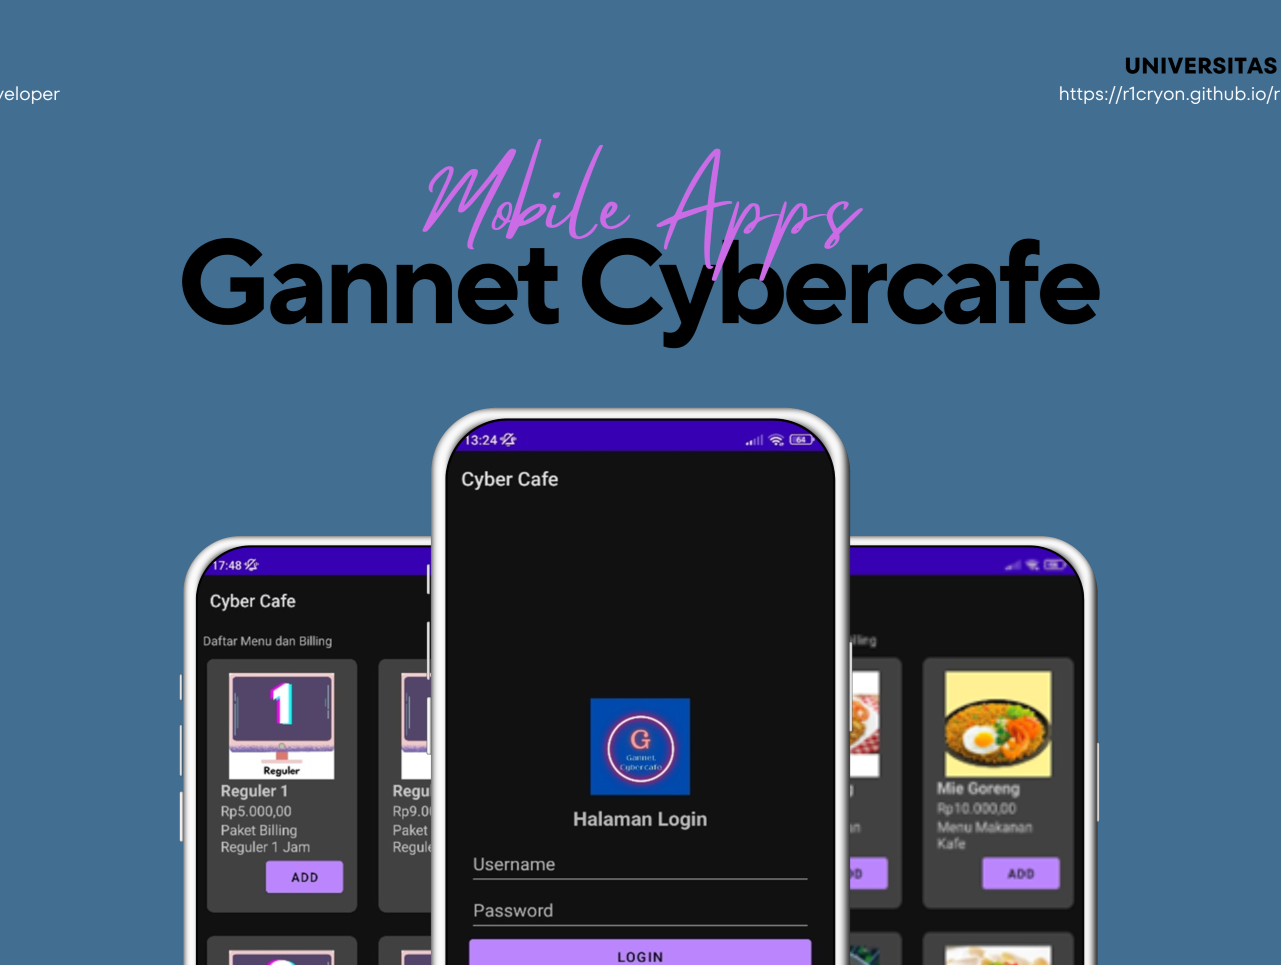 UNIVERSITAS
veloper
https://r1cryon.github.io/r
Mobile Apps
Gannet Cybercafe
13:24
64
Cyber Cafe
G
Gannet
Cybercafe
Halaman Login
Username
Password
LOGIN
17:48
Cyber Cafe
Daftar Menu dan Billing
1
Reguler
Reguler 1
Rp5.000,00
Paket Billing
Reguler 1 Jam
ADD
Regu
Rp9.0
Paket
Regule
Mie Goreng
Rp10.000,00
Menu Makanan
Kafe
ADD